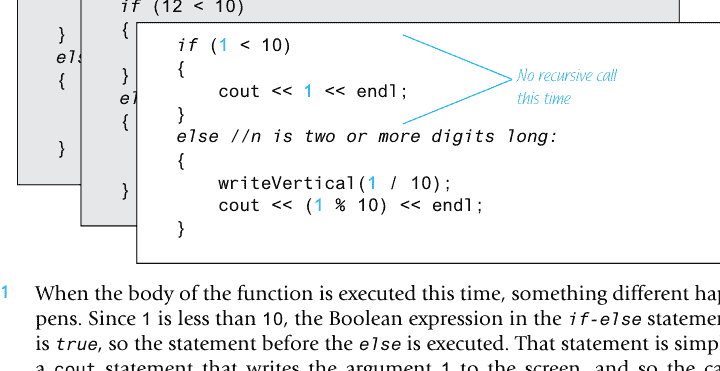 if (12 < 10)
{
}
{
}
{
}
{
}
if (1 < 10)
{
cout << 1 << endl;
}
else //n is two or more digits long:
{
writeVertical(1 / 10);
cout << (1 % 10) << endl;
}
No recursive call
this time
1 When the body of the function is executed this time, something different hap
pens. Since 1 is less than 10, the Boolean expression in the if-else stateme
is true, so the statement before the else is executed. That statement is simp
a cout statement that writes the argument 1 to the screen, and so the ca